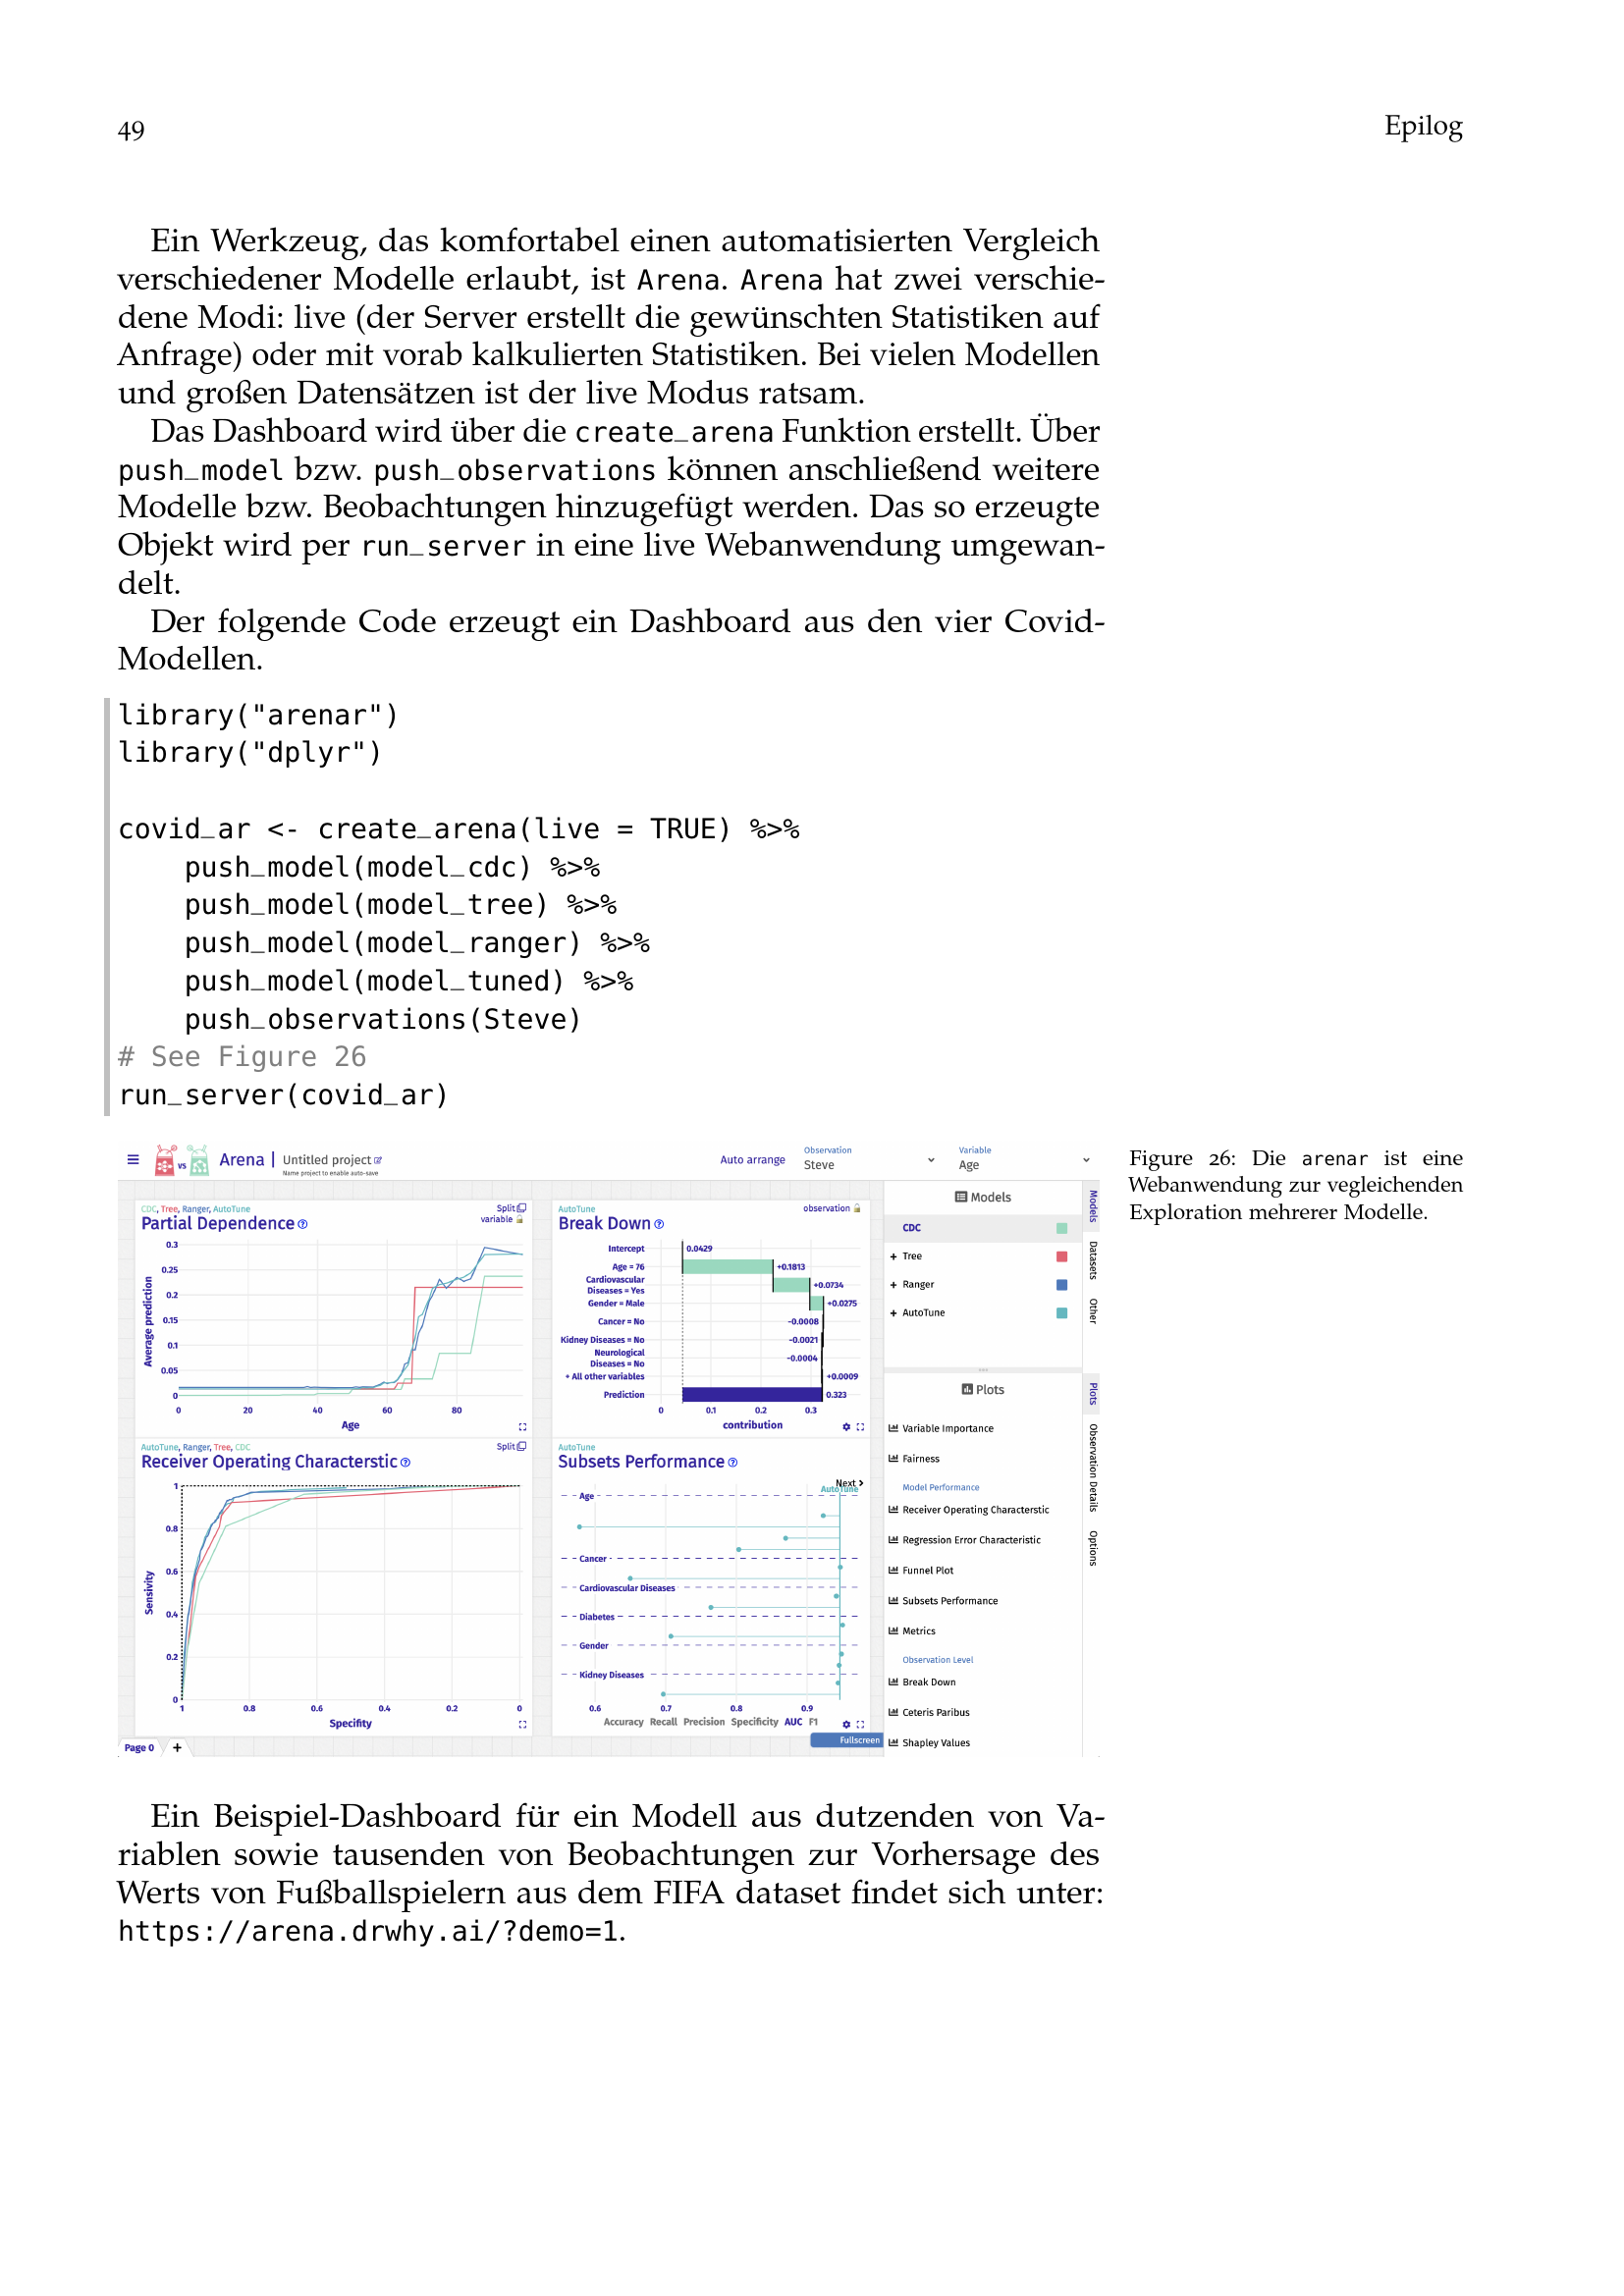 49
Epilog
Ein Werkzeug, das komfortabel einen automatisierten Vergleich
verschiedener Modelle erlaubt, ist Arena. Arena hat zwei verschie-
dene Modi: live (der Server erstellt die gewünschten Statistiken auf
Anfrage) oder mit vorab kalkulierten Statistiken. Bei vielen Modellen
und großen Datensätzen ist der live Modus ratsam.
Das Dashboard wird über die create_arena Funktion erstellt. Über
push_model bzw. push_observations können anschließend weitere
Modelle bzw. Beobachtungen hinzugefügt werden. Das so erzeugte
Objekt wird per run_server in eine live Webanwendung umgewan-
delt.
Der folgende Code erzeugt ein Dashboard aus den vier Covid-
Modellen.
library("arenar")
library("dplyr")
covid_ar <- create_arena(live = TRUE) %>%
push_model(model_cdc) %>%
push_model(model_tree) %>%
push_model(model_ranger) %>%
push_model(model_tuned) %>%
push_observations(Steve)
# See Figure 26
run_server(covid_ar)
vs
Arena | Untitled project
Name project to enable auto-save
Auto arrange
Observation
Steve
Variable
Age
CDC, Tree, Ranger, AutoTune
Split
Partial Dependence
variable
0.3
0.25
0.2
0.15
0.1
0.05
0
Average prediction
0 20 40 60 80
Age
AutoTune
observation
Break Down
Intercept 0.0429
Age = 76 +0.1813
Cardiovascular
Diseases = Yes +0.0734
Gender = Male +0.0275
Cancer = No -0.0008
Kidney Diseases = No -0.0021
Neurological
Diseases = No -0.0004
+ All other variables +0.0009
Prediction 0.323
0 0.1 0.2 0.3
contribution
AutoTune, Ranger, Tree, CDC
Split
Receiver Operating Characterstic
1
0.8
0.6
0.4
0.2
0
Sensivity
1 0.8 0.6 0.4 0.2 0
Specifity
AutoTune
Subsets Performance
Next
AutoTune
Age
Cancer
Cardiovascular Diseases
Diabetes
Gender
Kidney Diseases
0.6 0.7 0.8 0.9
Accuracy Recall Precision Specificity AUC F1
Fullscreen
Page 0 +
Models
CDC
+ Tree
+ Ranger
+ AutoTune
Plots
Variable Importance
Fairness
Model Performance
Receiver Operating Characterstic
Regression Error Characteristic
Funnel Plot
Subsets Performance
Metrics
Observation Level
Break Down
Ceteris Paribus
Shapley Values
Models
Datasets
Other
Plots
Observation Details
Options
Figure 26: Die arenar ist eine
Webanwendung zur vegleichenden
Exploration mehrerer Modelle.
Ein Beispiel-Dashboard für ein Modell aus dutzenden von Va-
riablen sowie tausenden von Beobachtungen zur Vorhersage des
Werts von Fußballspielern aus dem FIFA dataset findet sich unter:
https://arena.drwhy.ai/?demo=1.